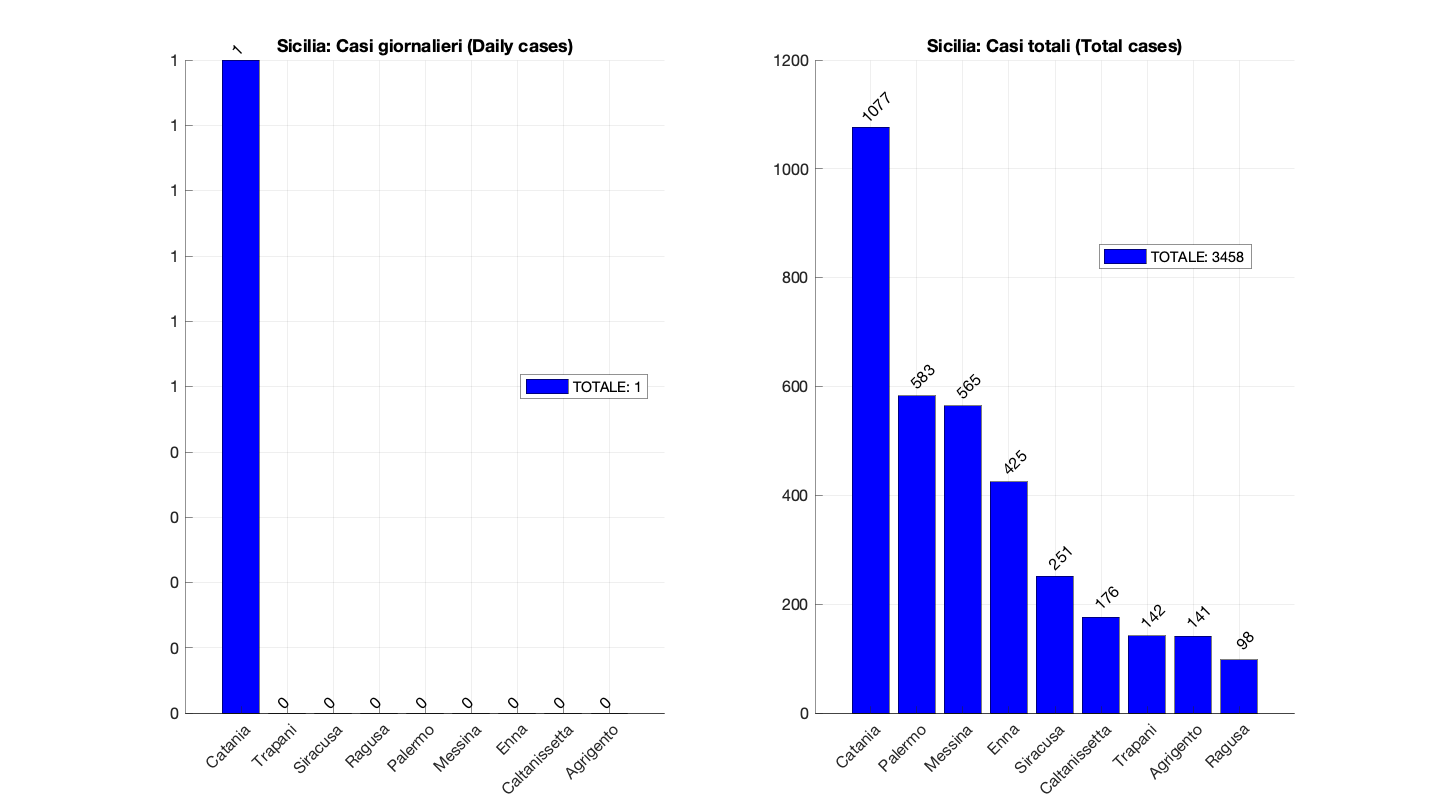 Sicilia: Casi giornalieri (Daily cases)
1
1
1
1
1
1
1
0
0
0
0
0
0 0 0 0 0 0 0 0
TOTALE: 1
Catania Trapani Siracusa Ragusa Palermo Messina Enna Caltanissetta Agrigento
Sicilia: Casi totali (Total cases)
1200
1000
800
600
400
200
0
1077 583 565 425 251 176 142 141 98
TOTALE: 3458
Catania Palermo Messina Enna Siracusa Caltanissetta Trapani Agrigento Ragusa